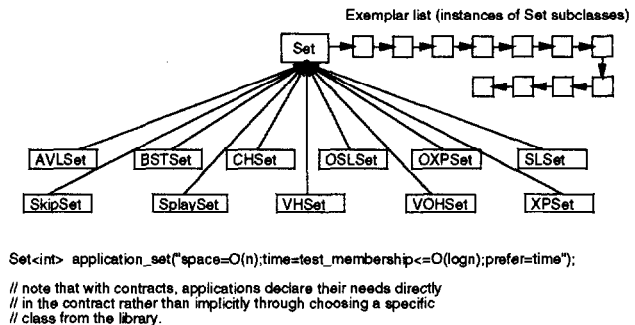 Exemplar list (instances of Set subclasses)
Set
AVLSet BSTSet CHSet OSLSet OXPSet SLSet
SkipSet SplaySet VHSet VOHSet XPSet
Set<int> application_set("space=O(n);time=test_membership<=O(logn);prefer=time");
// note that with contracts, applications declare their needs directly
// in the contract rather than implicitly through choosing a specific
// class from the library.